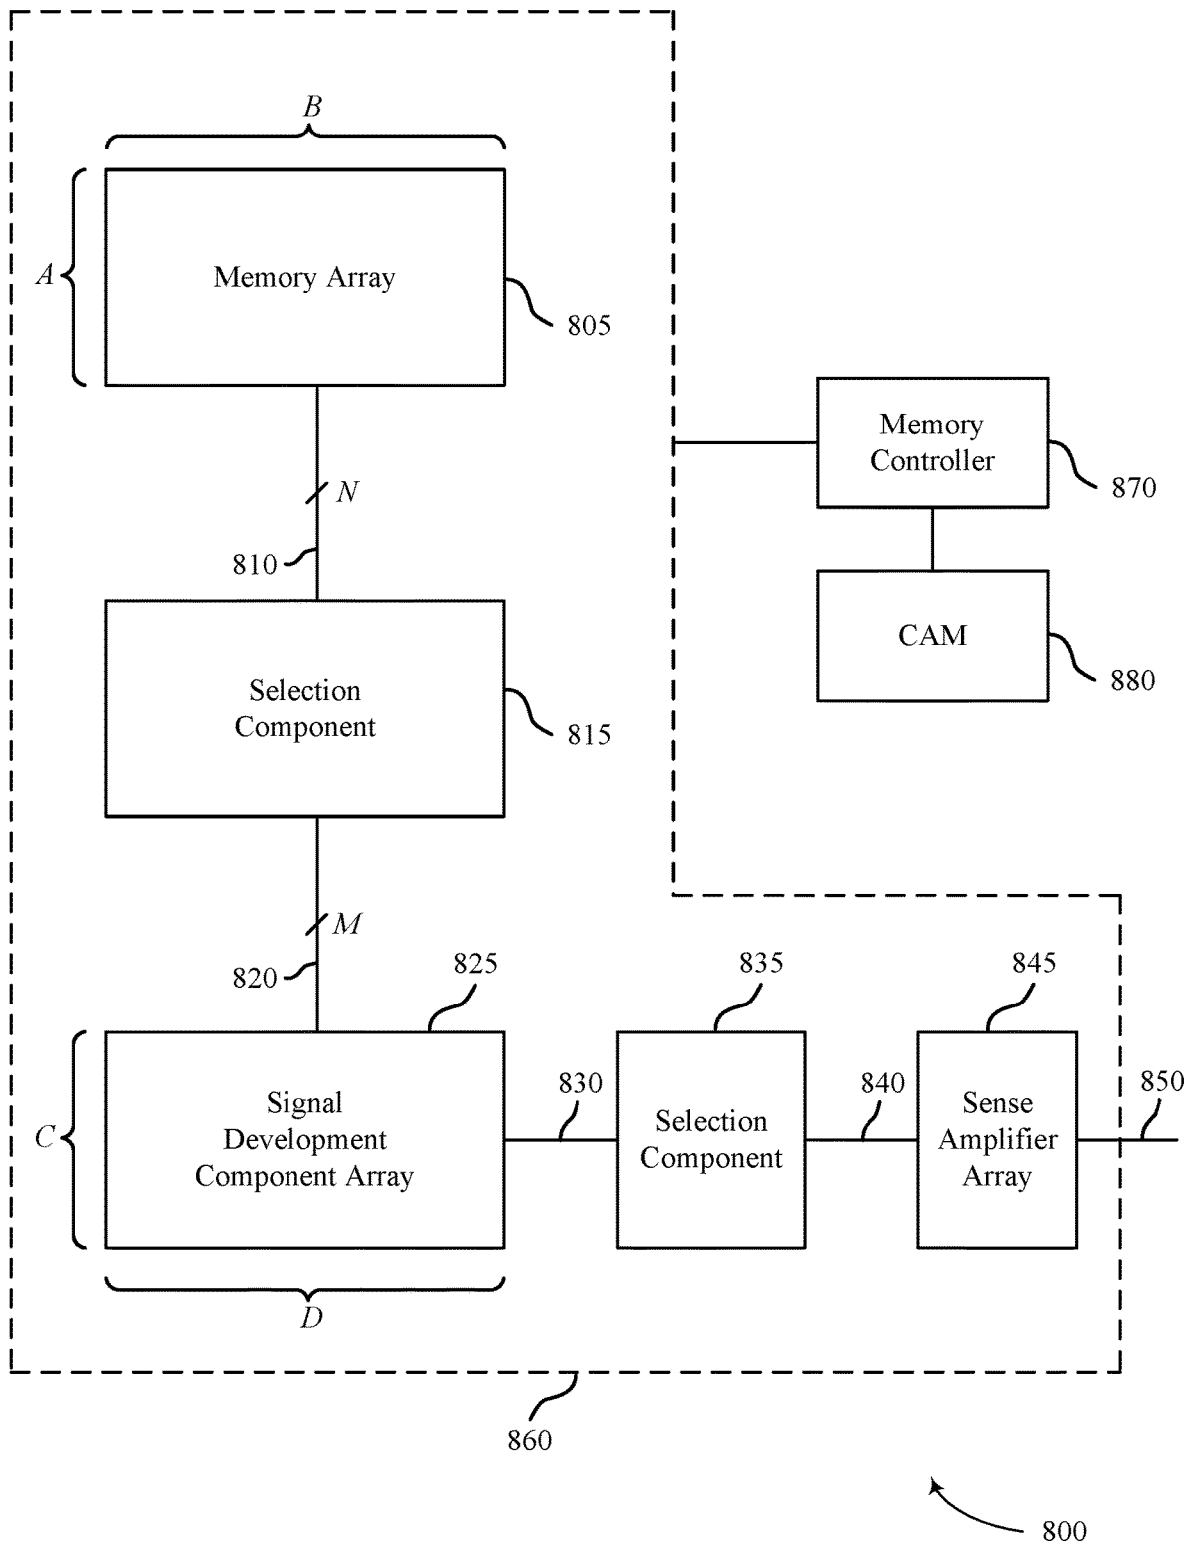 B
A
Memory Array
805
Memory
Controller
870
N
810
CAM
880
Selection
Component
815
M
820
825
835
845
C
Signal
Development
Component Array
830
Selection
Component
840
Sense
Amplifier
Array
850
D
860
800